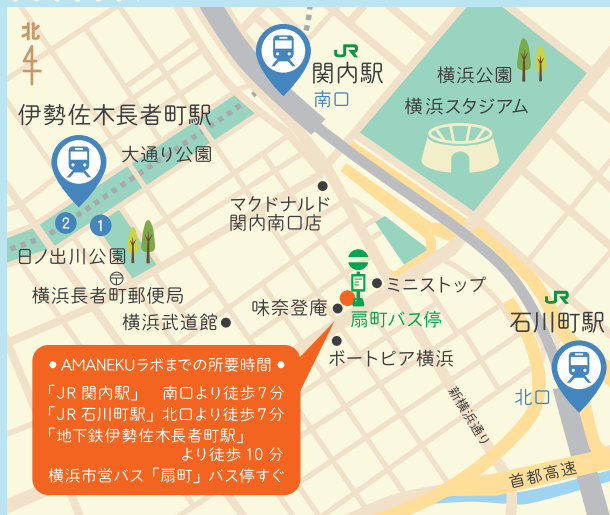 北
JR
関内駅
南口
横浜公園
横浜スタジアム
伊勢佐木長者町駅
大通り公園
2
1
マクドナルド
関内南口店
日ノ出川公園
〒
横浜長者町郵便局
横浜武道館
味奈登庵
ミニストップ
扇町バス停
ボートピア横浜
JR
石川町駅
北口
新横浜通り
首都高速
● AMANEKUラボまでの所要時間 ●
「JR 関内駅」 南口より徒歩7分
「JR 石川町駅」北口より徒歩7分
「地下鉄伊勢佐木長者町駅」
より徒歩 10 分
横浜市営バス「扇町」バス停すぐ